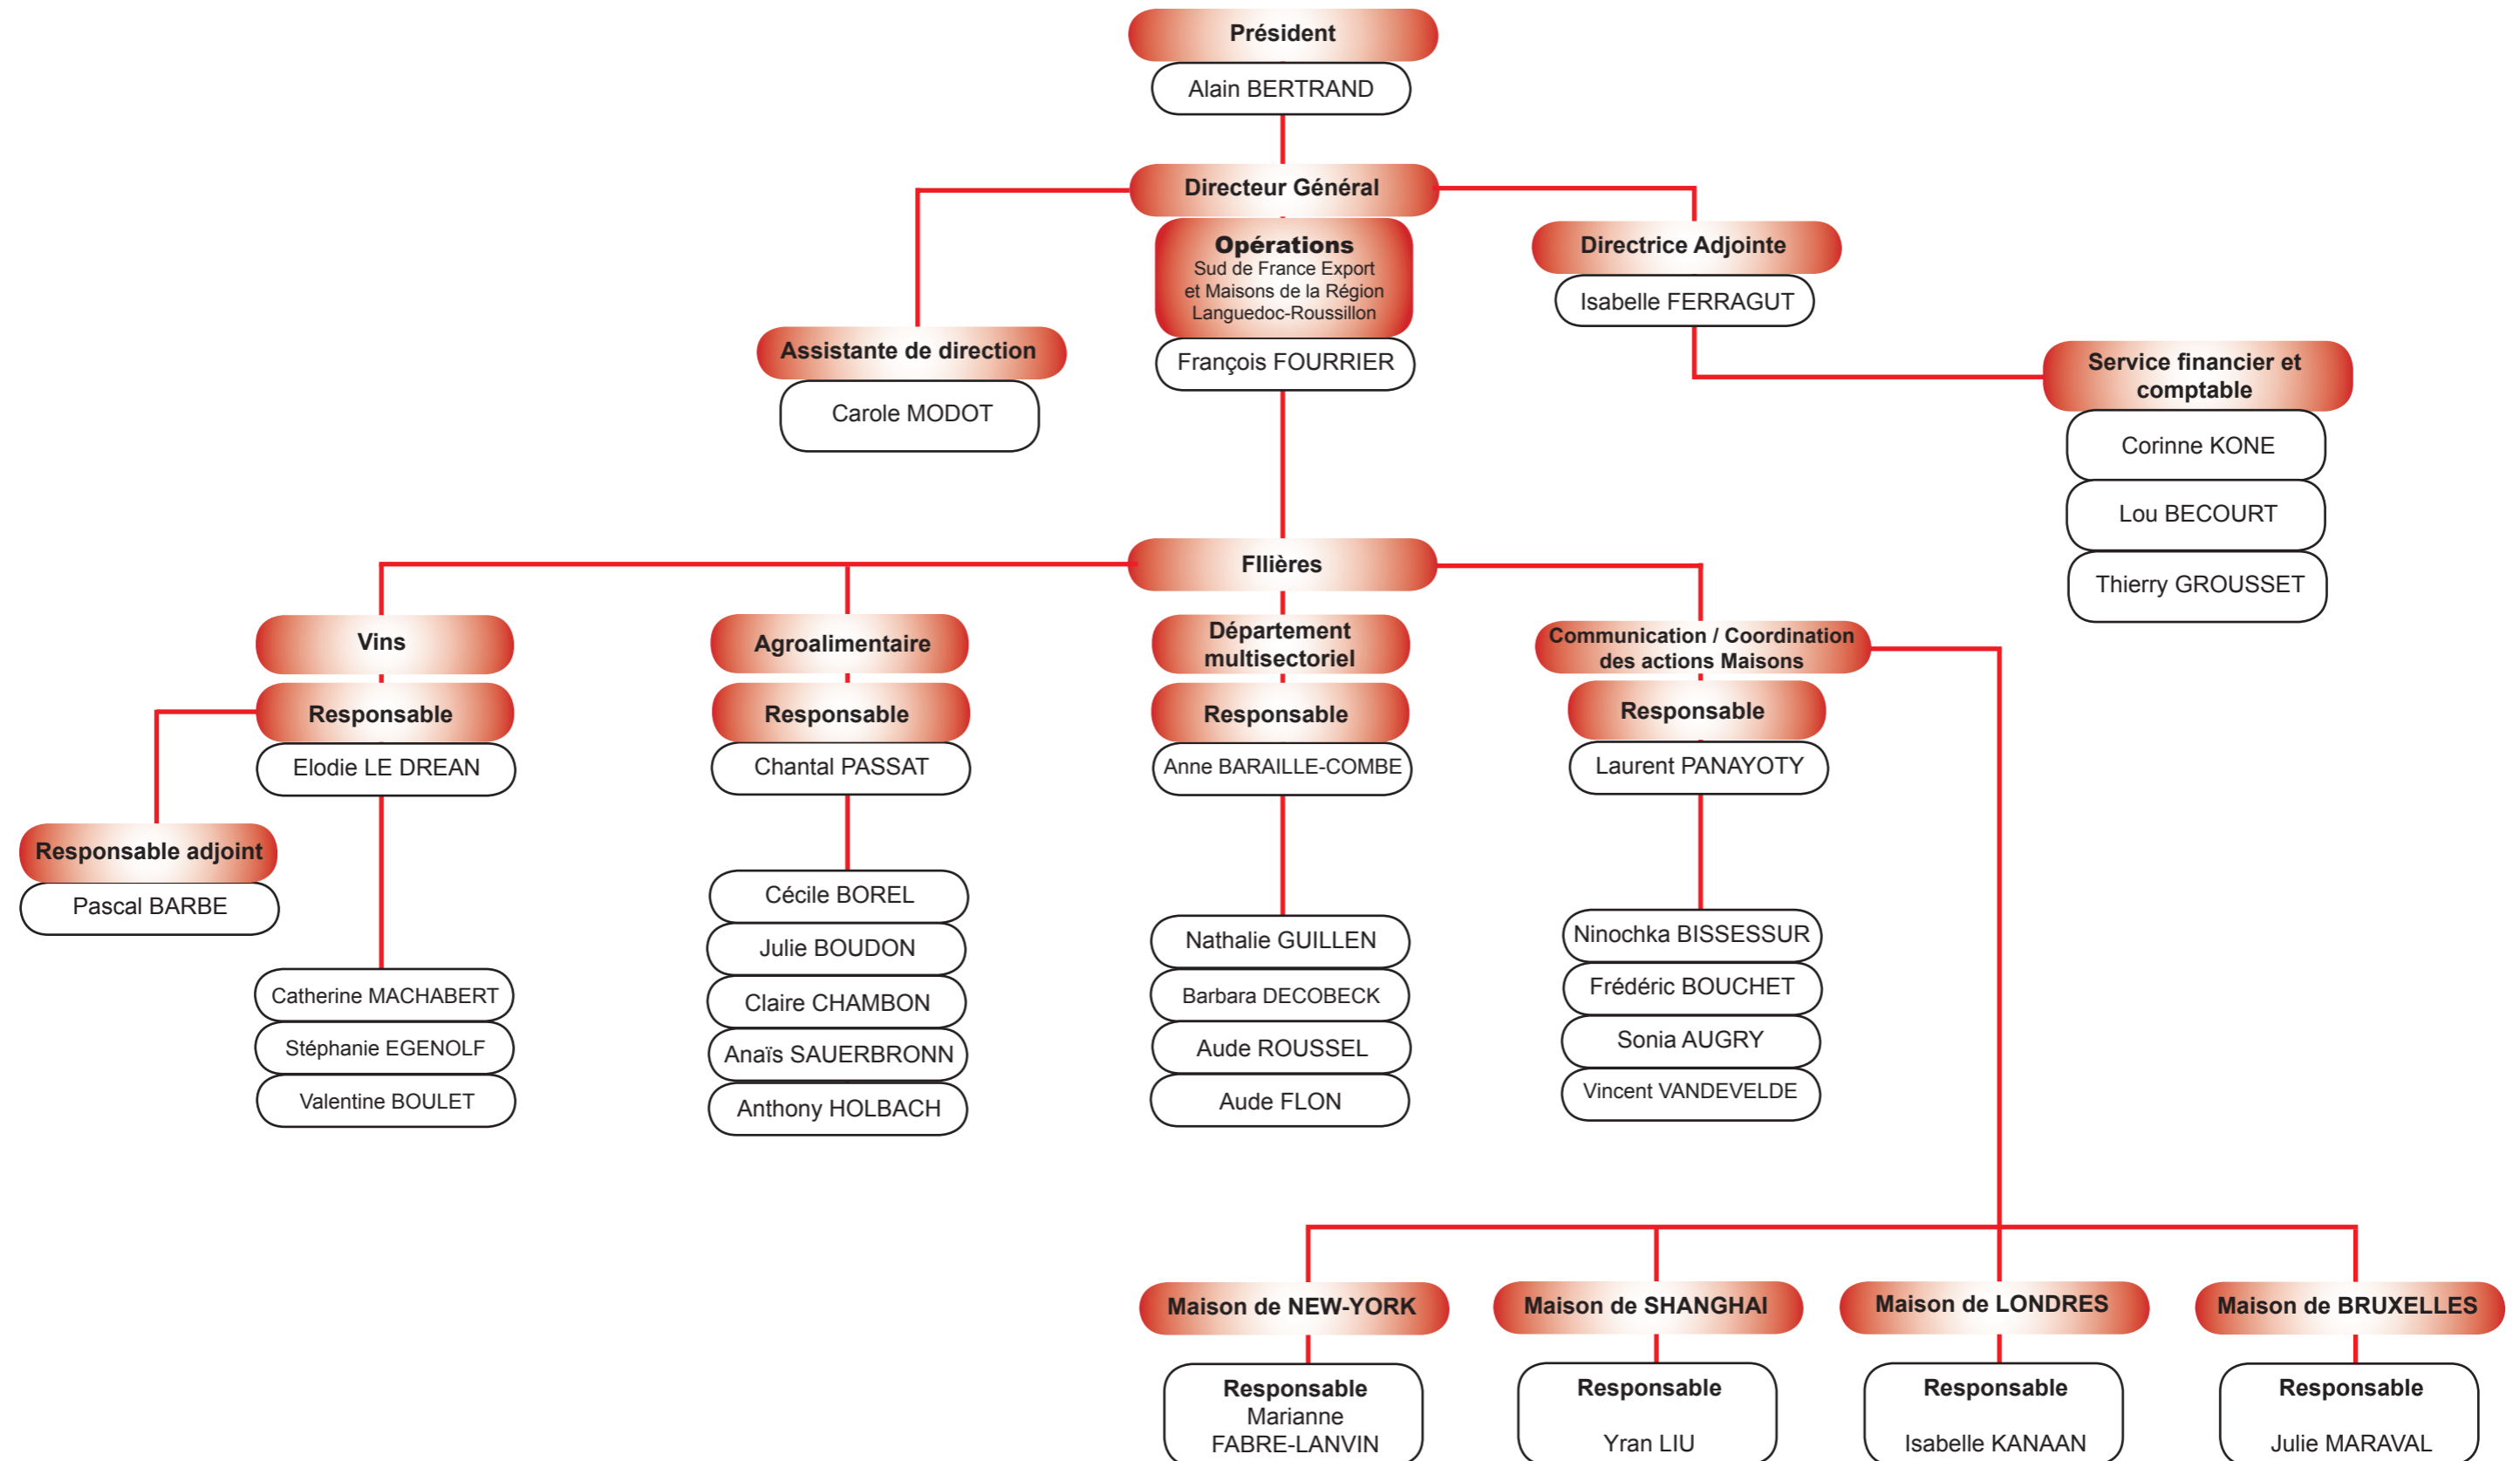 Président
Alain BERTRAND
Directeur Général
Opérations
Sud de France Export
et Maisons de la Région
Languedoc-Roussillon
François FOURRIER
Directrice Adjointe
Isabelle FERRAGUT
Assistante de direction
Carole MODOT
Service financier et
comptable
Corinne KONE
Lou BECOURT
Thierry GROUSSET
FIlières
Vins
Responsable
Elodie LE DREAN
Responsable adjoint
Pascal BARBE
Catherine MACHABERT
Stéphanie EGENOLF
Valentine BOULET
Agroalimentaire
Responsable
Chantal PASSAT
Cécile BOREL
Julie BOUDON
Claire CHAMBON
Anaïs SAUERBRONN
Anthony HOLBACH
Département
multisectoriel
Responsable
Anne BARAILLE-COMBE
Nathalie GUILLEN
Barbara DECOBECK
Aude ROUSSEL
Aude FLON
Communication / Coordination
des actions Maisons
Responsable
Laurent PANAYOTY
Ninochka BISSESSUR
Frédéric BOUCHET
Sonia AUGRY
Vincent VANDEVELDE
Maison de NEW-YORK
Responsable
Marianne
FABRE-LANVIN
Maison de SHANGHAI
Responsable
Yran LIU
Maison de LONDRES
Responsable
Isabelle KANAAN
Maison de BRUXELLES
Responsable
Julie MARAVAL